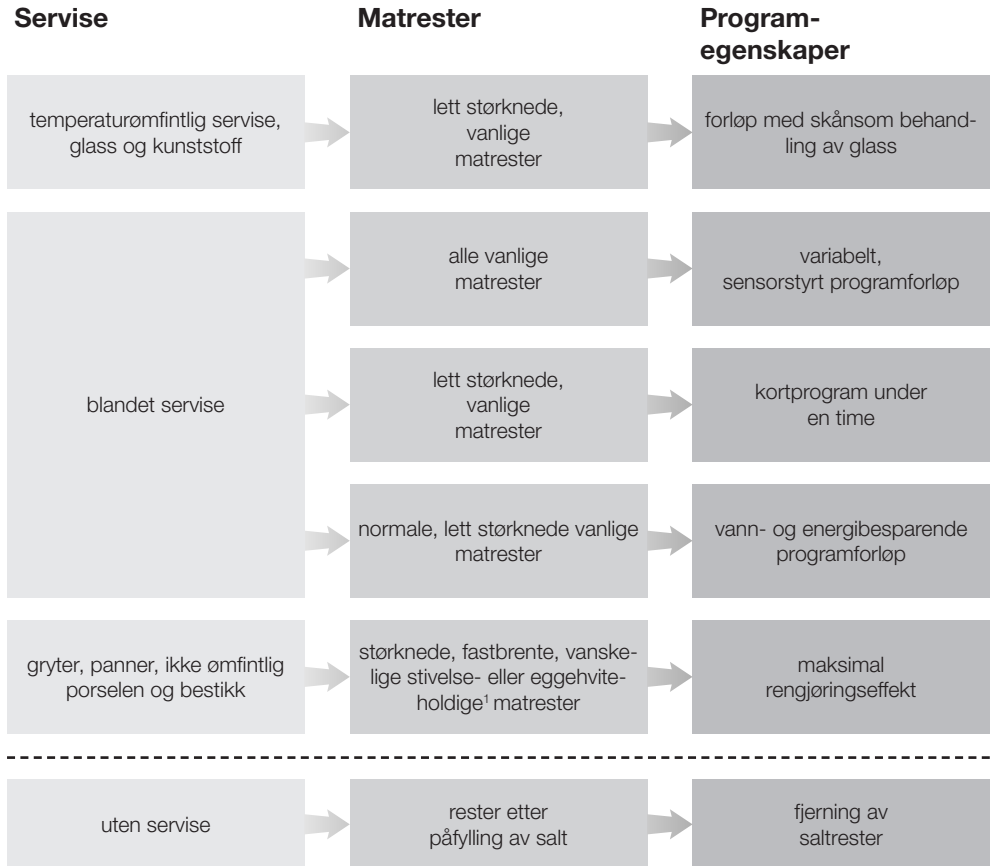 Servise
Matrester
Program-
egenskaper
temperaturømfintlig servise,
glass og kunststoff
lett størknede,
vanlige
matrester
forløp med skånsom behand-
ling av glass
blandet servise
alle vanlige
matrester
variabelt,
sensorstyrt programforløp
lett størknede,
vanlige
matrester
kortprogram under
en time
normale, lett størknede vanlige
matrester
vann- og energibesparende
programforløp
gryter, panner, ikke ømfintlig
porselen og bestikk
størknede, fastbrente, vanske-
lige stivelse- eller eggehvite-
holdige¹ matrester
maksimal
rengjøringseffekt
uten servise
rester etter
påfylling av salt
fjerning av
saltrester